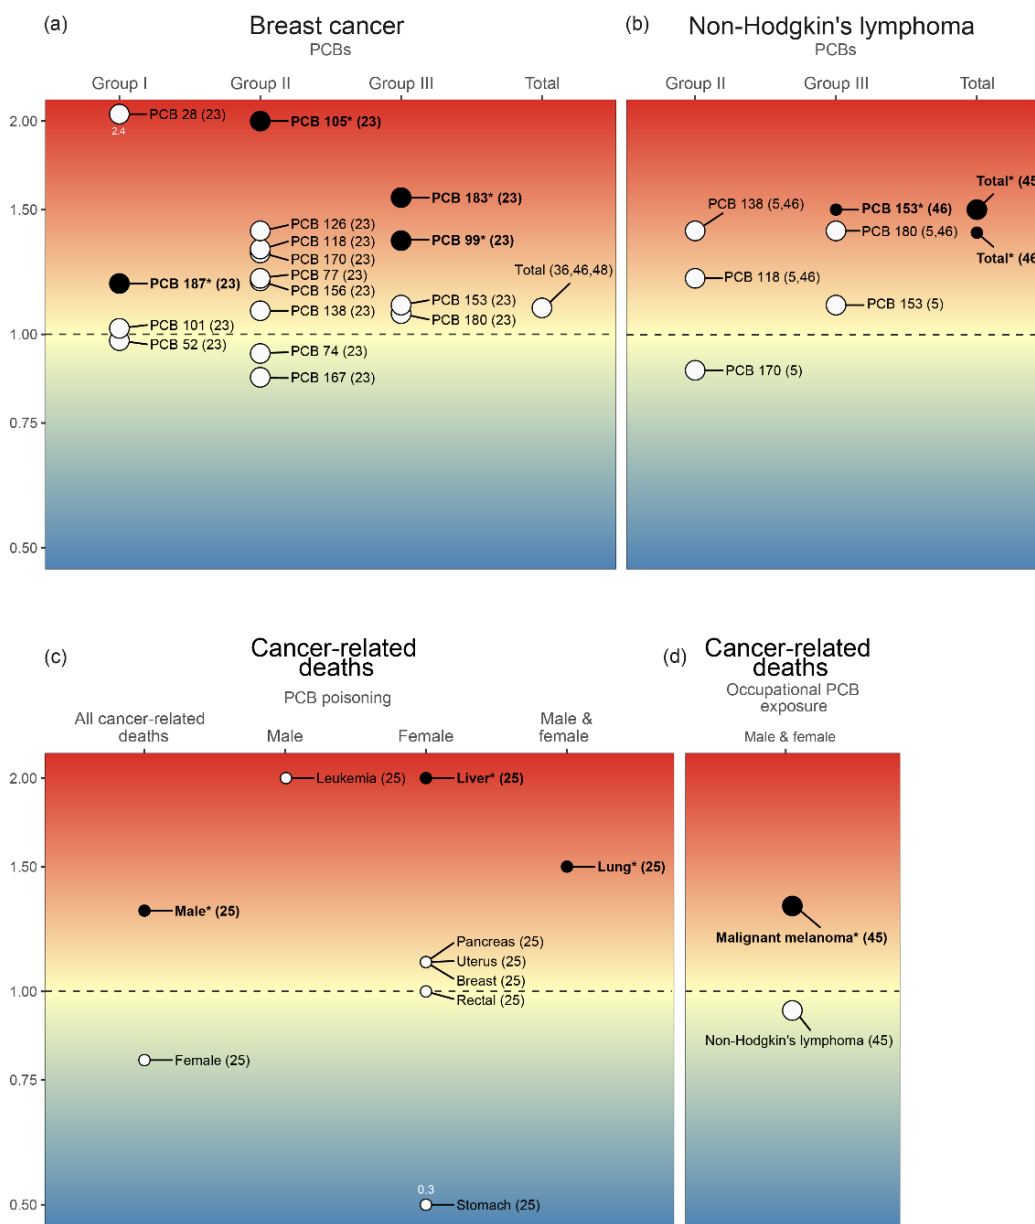 (a)
Breast cancer
PCBs
Group I
Group II
Group III
Total
2.00
1.50
1.00
0.75
0.50
PCB 28 (23)
2.4
PCB 187* (23)
PCB 101 (23)
PCB 52 (23)
PCB 105* (23)
PCB 126 (23)
PCB 118 (23)
PCB 170 (23)
PCB 77 (23)
PCB 156 (23)
PCB 138 (23)
PCB 74 (23)
PCB 167 (23)
PCB 183* (23)
PCB 99* (23)
PCB 153 (23)
PCB 180 (23)
Total (36,46,48)
(b)
Non-Hodgkin's lymphoma
PCBs
Group II
Group III
Total
PCB 138 (5,46)
PCB 118 (5,46)
PCB 170 (5)
PCB 153* (46)
PCB 180 (5,46)
PCB 153 (5)
Total* (45
Total* (46
(c)
Cancer-related
deaths
PCB poisoning
All cancer-related
deaths
Male
Female
Male &
female
2.00
1.50
1.00
0.75
0.50
Male* (25)
Female (25)
Leukemia (25)
Liver* (25)
Pancreas (25)
Uterus (25)
Breast (25)
Rectal (25)
0.3
Stomach (25)
Lung* (25)
(d)
Cancer-related
deaths
Occupational PCB
exposure
Male & female
Malignant melanoma* (45)
Non-Hodgkin's lymphoma (45)